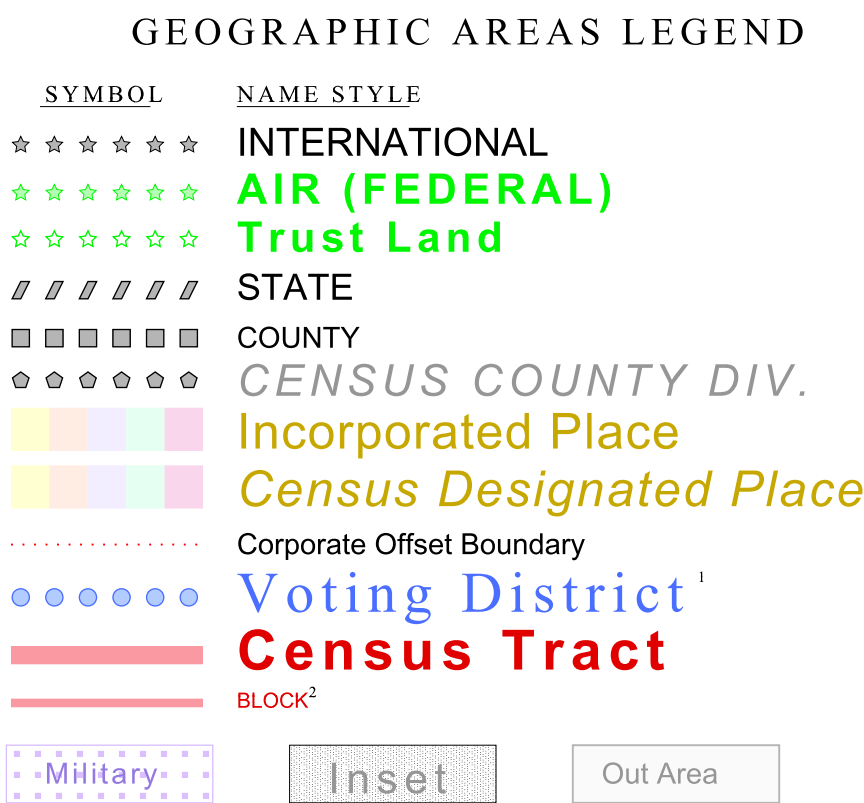 GEOGRAPHIC AREAS LEGEND
SYMBOL NAME STYLE
INTERNATIONAL
AIR (FEDERAL)
Trust Land
STATE
COUNTY
CENSUS COUNTY DIV.
Incorporated Place
Census Designated Place
Corporate Offset Boundary
Voting District 1
Census Tract
BLOCK2
Military Inset Out Area